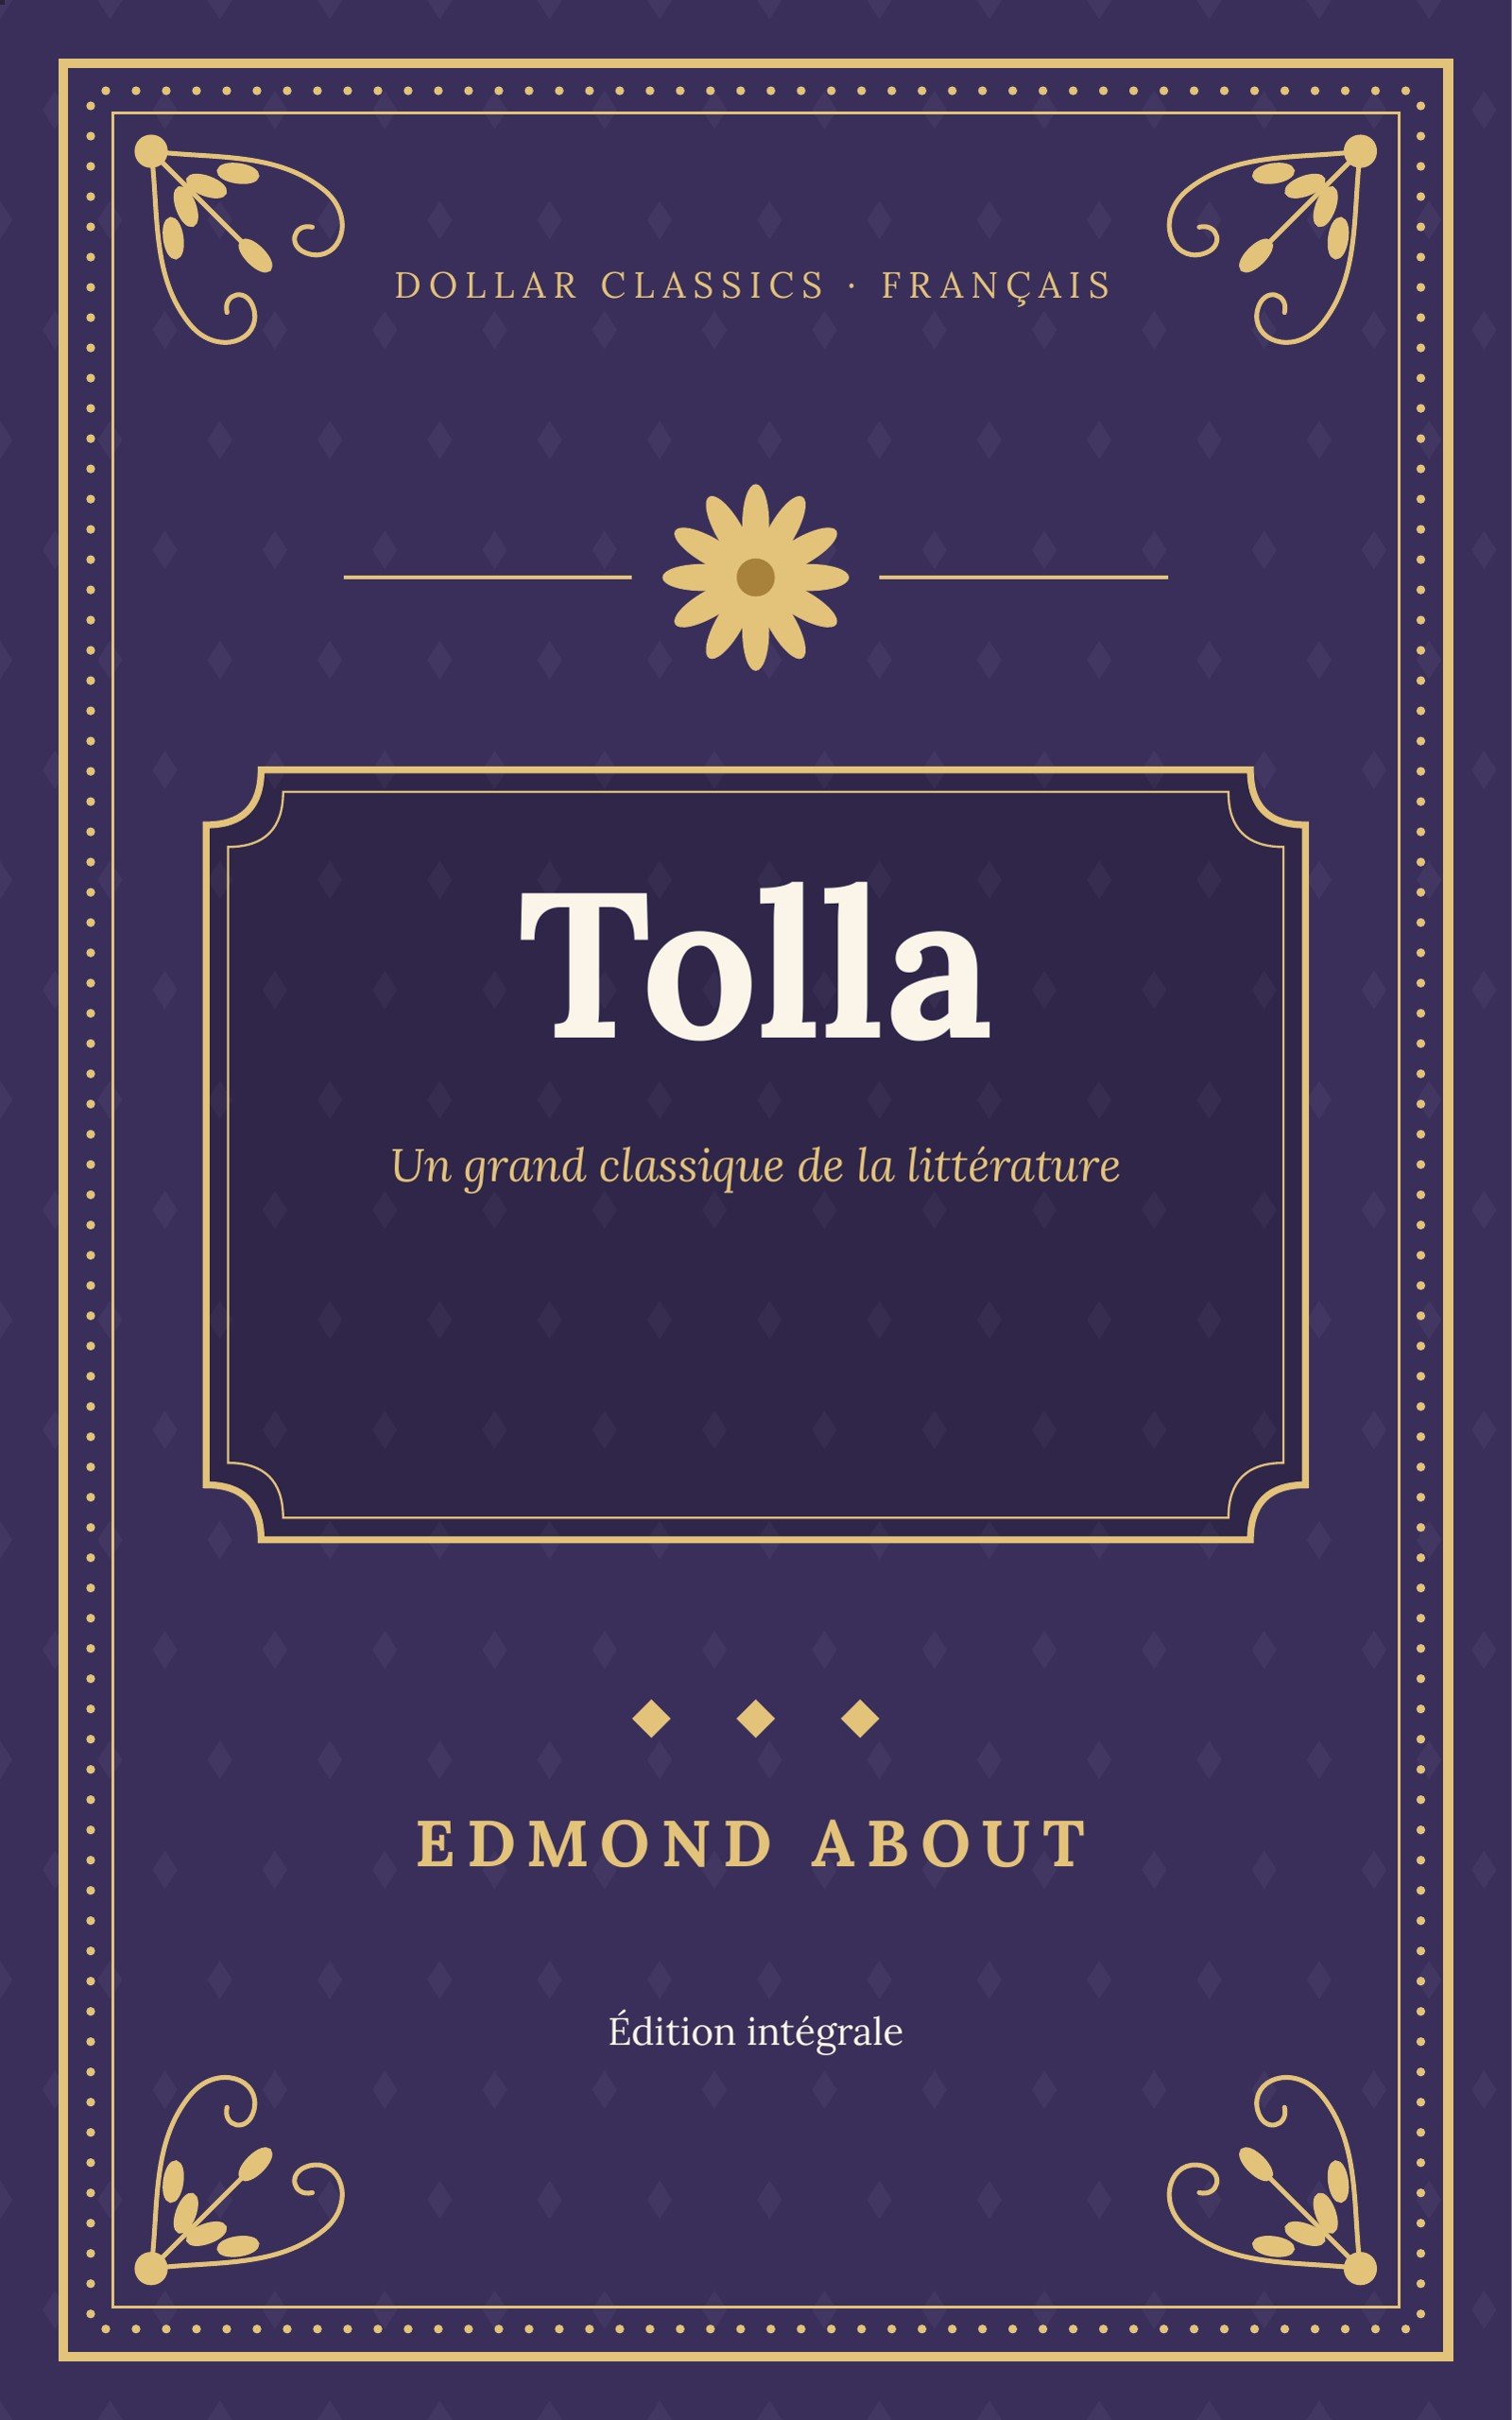 DOLLAR CLASSICS · FRANÇAIS
Tolla
Un grand classique de la littérature
EDMOND ABOUT
Édition intégrale